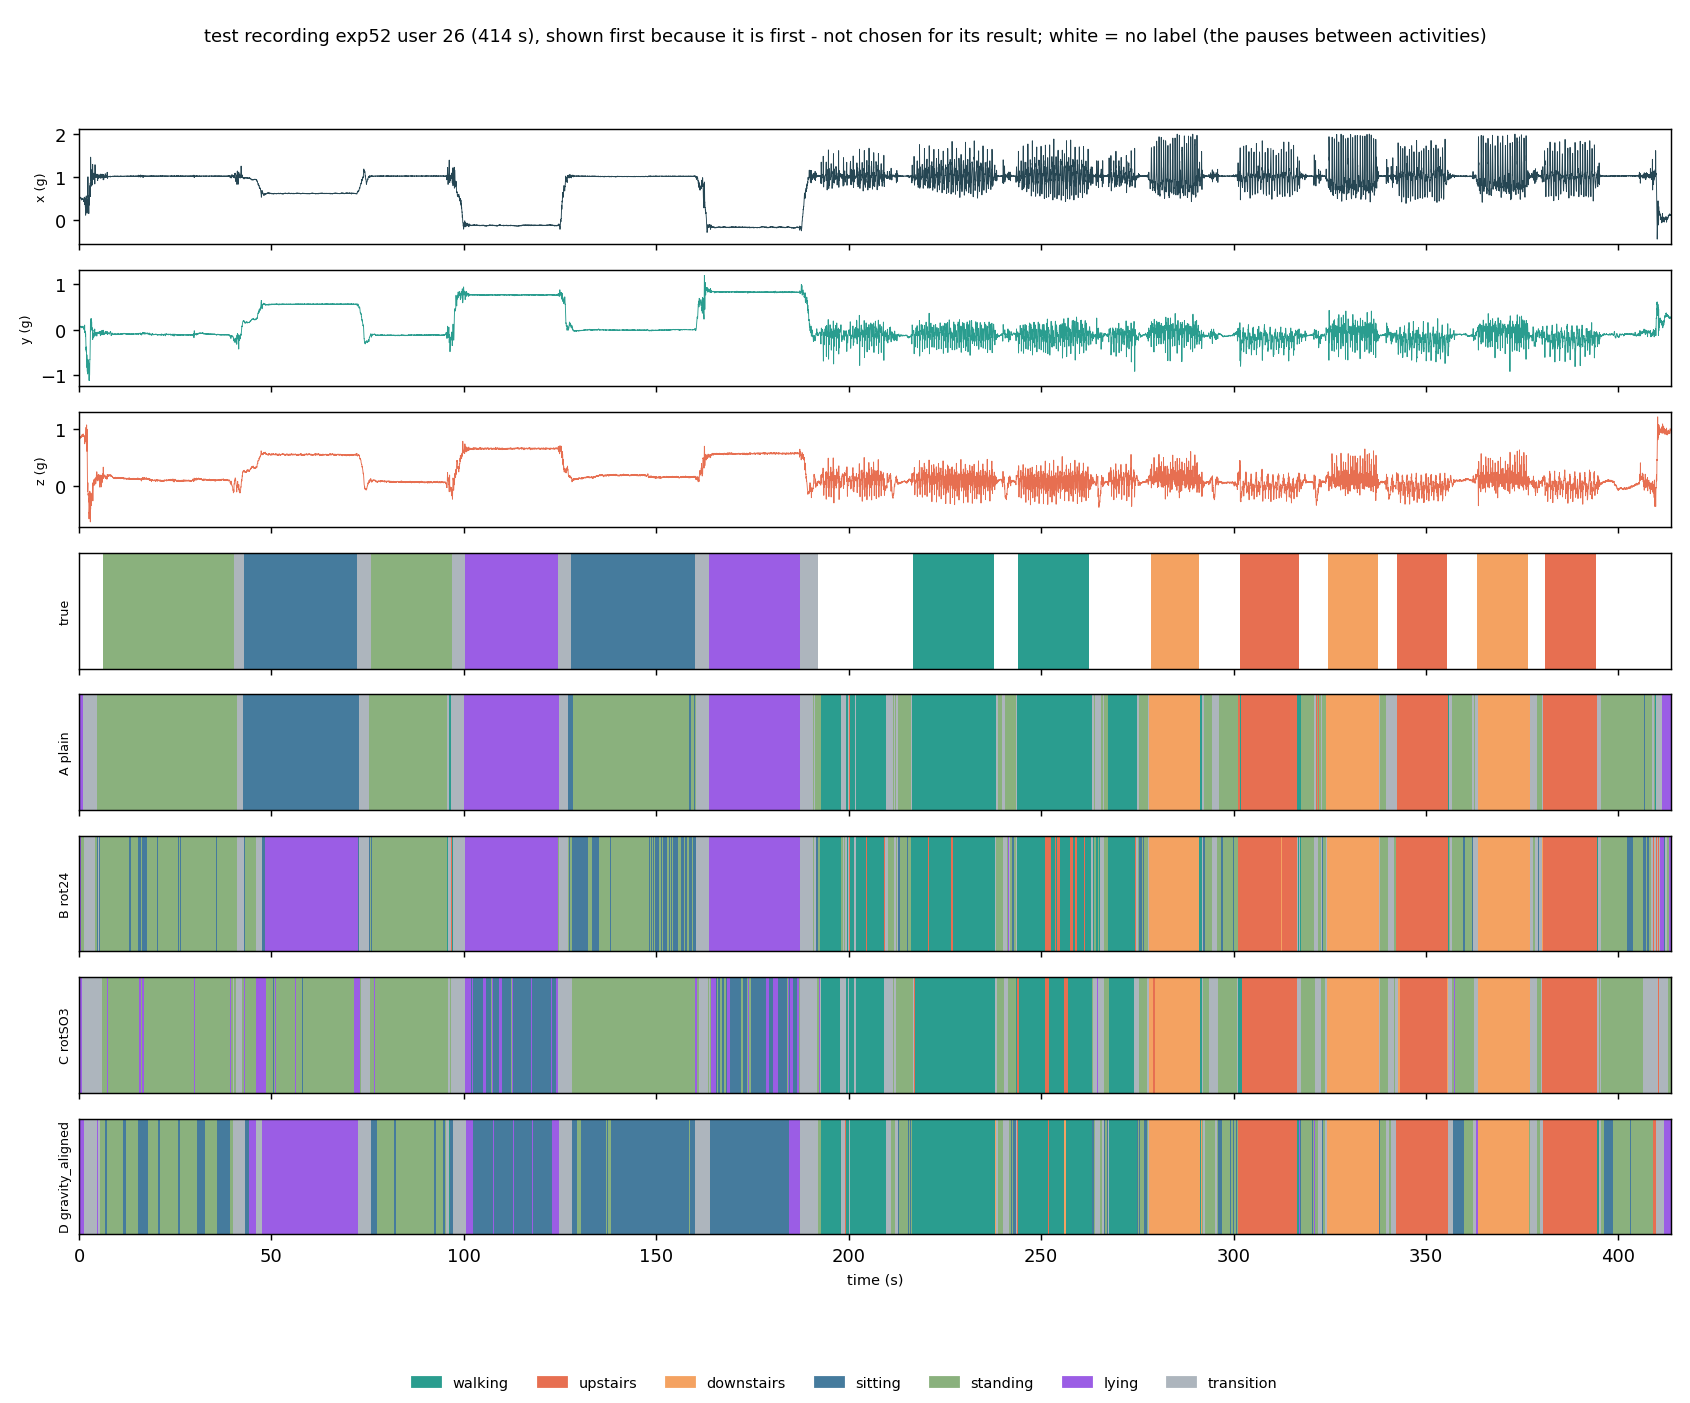 test recording exp52 user 26 (414 s), shown first because it is first - not chosen for its result; white = no label (the pauses between activities)
2
1
0
x (g)
1
0
−1
y (g)
1
0
z (g)
true
A plain
B rot24
C rotSO3
D gravity_aligned
0 50 100 150 200 250 300 350 400
time (s)
walking upstairs downstairs sitting standing lying transition